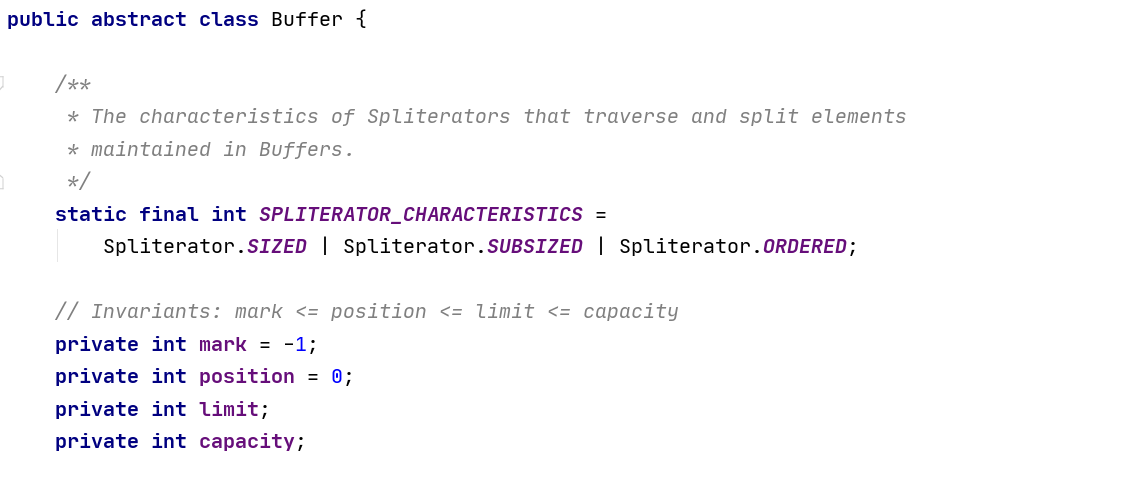 public abstract class Buffer {
/**
* The characteristics of Spliterators that traverse and split elements
* maintained in Buffers.
*/
static final int SPLITERATOR_CHARACTERISTICS =
Spliterator.SIZED | Spliterator.SUBSIZED | Spliterator.ORDERED;
// Invariants: mark <= position <= limit <= capacity
private int mark = -1;
private int position = 0;
private int limit;
private int capacity;